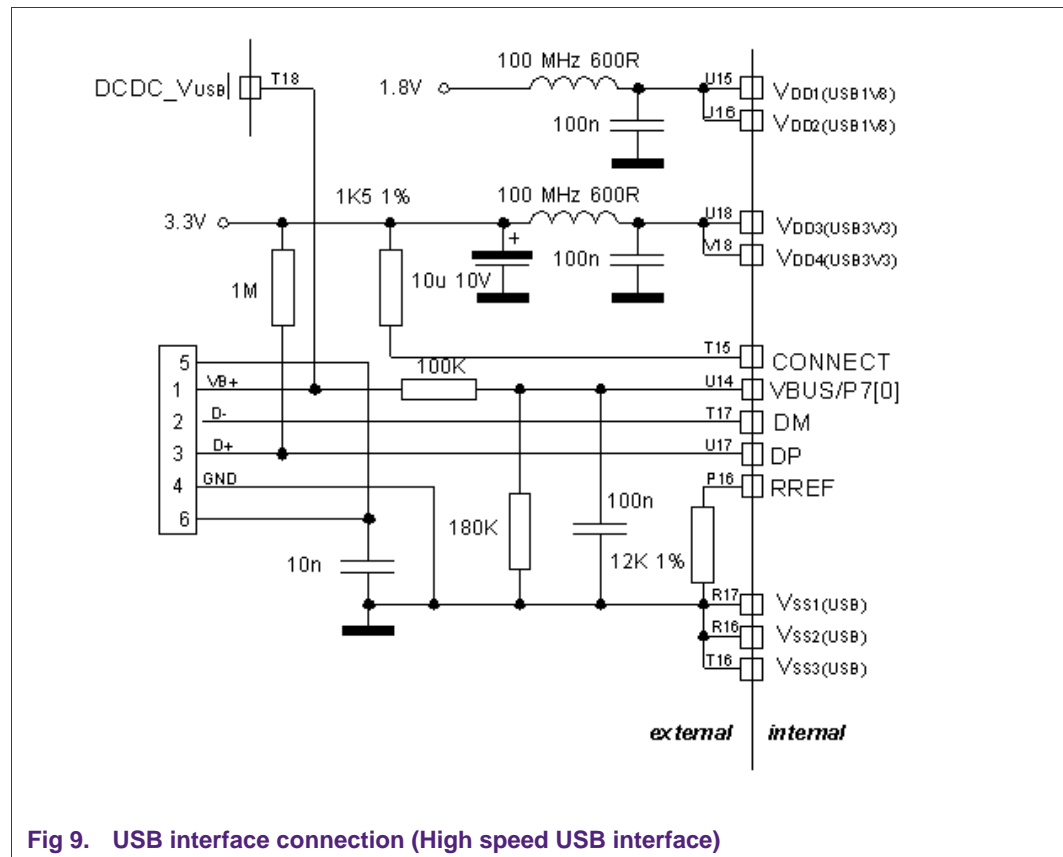 100 MHz 600R
DCDC_VUSB
T18
1.8V
U15
VDD1(USB1V8)
U16
VDD2(USB1V8)
100n
1K5 1%
100 MHz 600R
3.3V
U18
VDD3(USB3V3)
+
V18
VDD4(USB3V3)
100n
1M
10u 10V
T15
CONNECT
5
100K
1
VB+
U14
VBUS/P7[0]
2
D-
T17
DM
3
D+
U17
DP
4
GND
P16
RREF
6
100n
180K
10n
12K 1%
R17
VSS1(USB)
R16
VSS2(USB)
T16
VSS3(USB)
external
internal
Fig 9. USB interface connection (High speed USB interface)